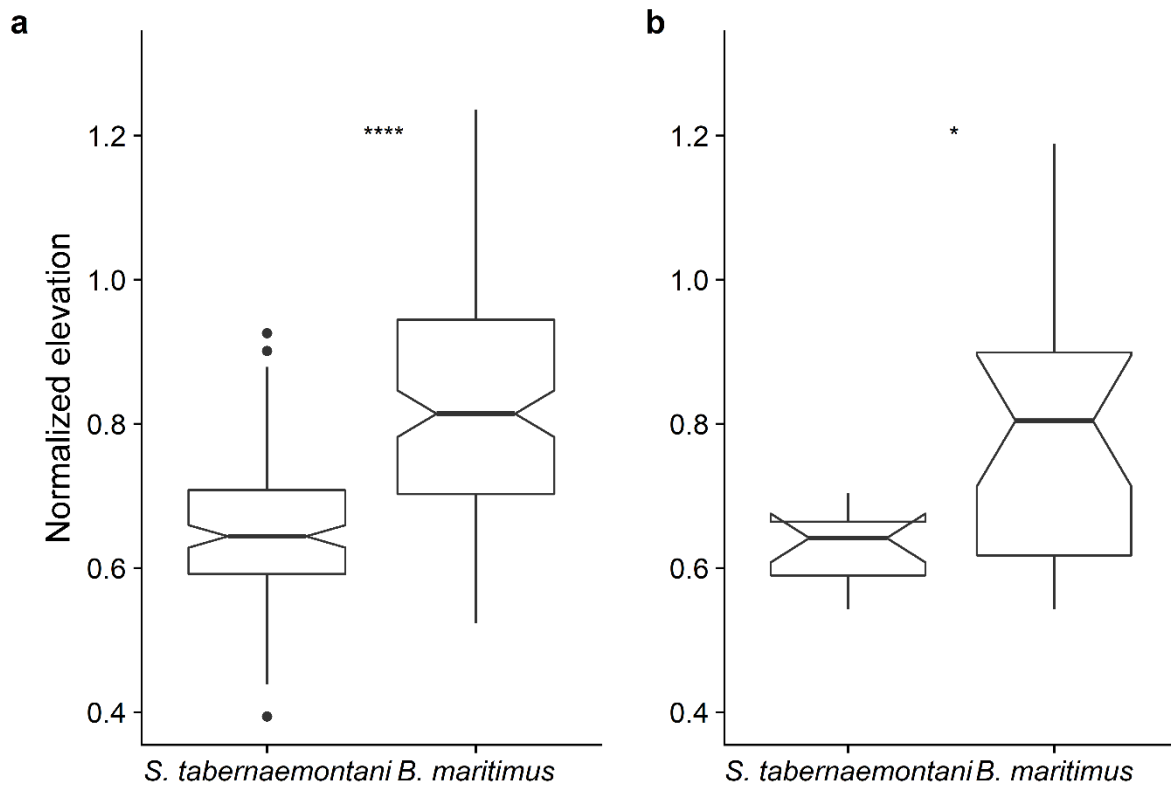 a
b
Normalized elevation
1.2
1.0
0.8
0.6
0.4
****
S. tabernaemontani B. maritimus
1.2
1.0
0.8
0.6
0.4
*
S. tabernaemontani B. maritimus